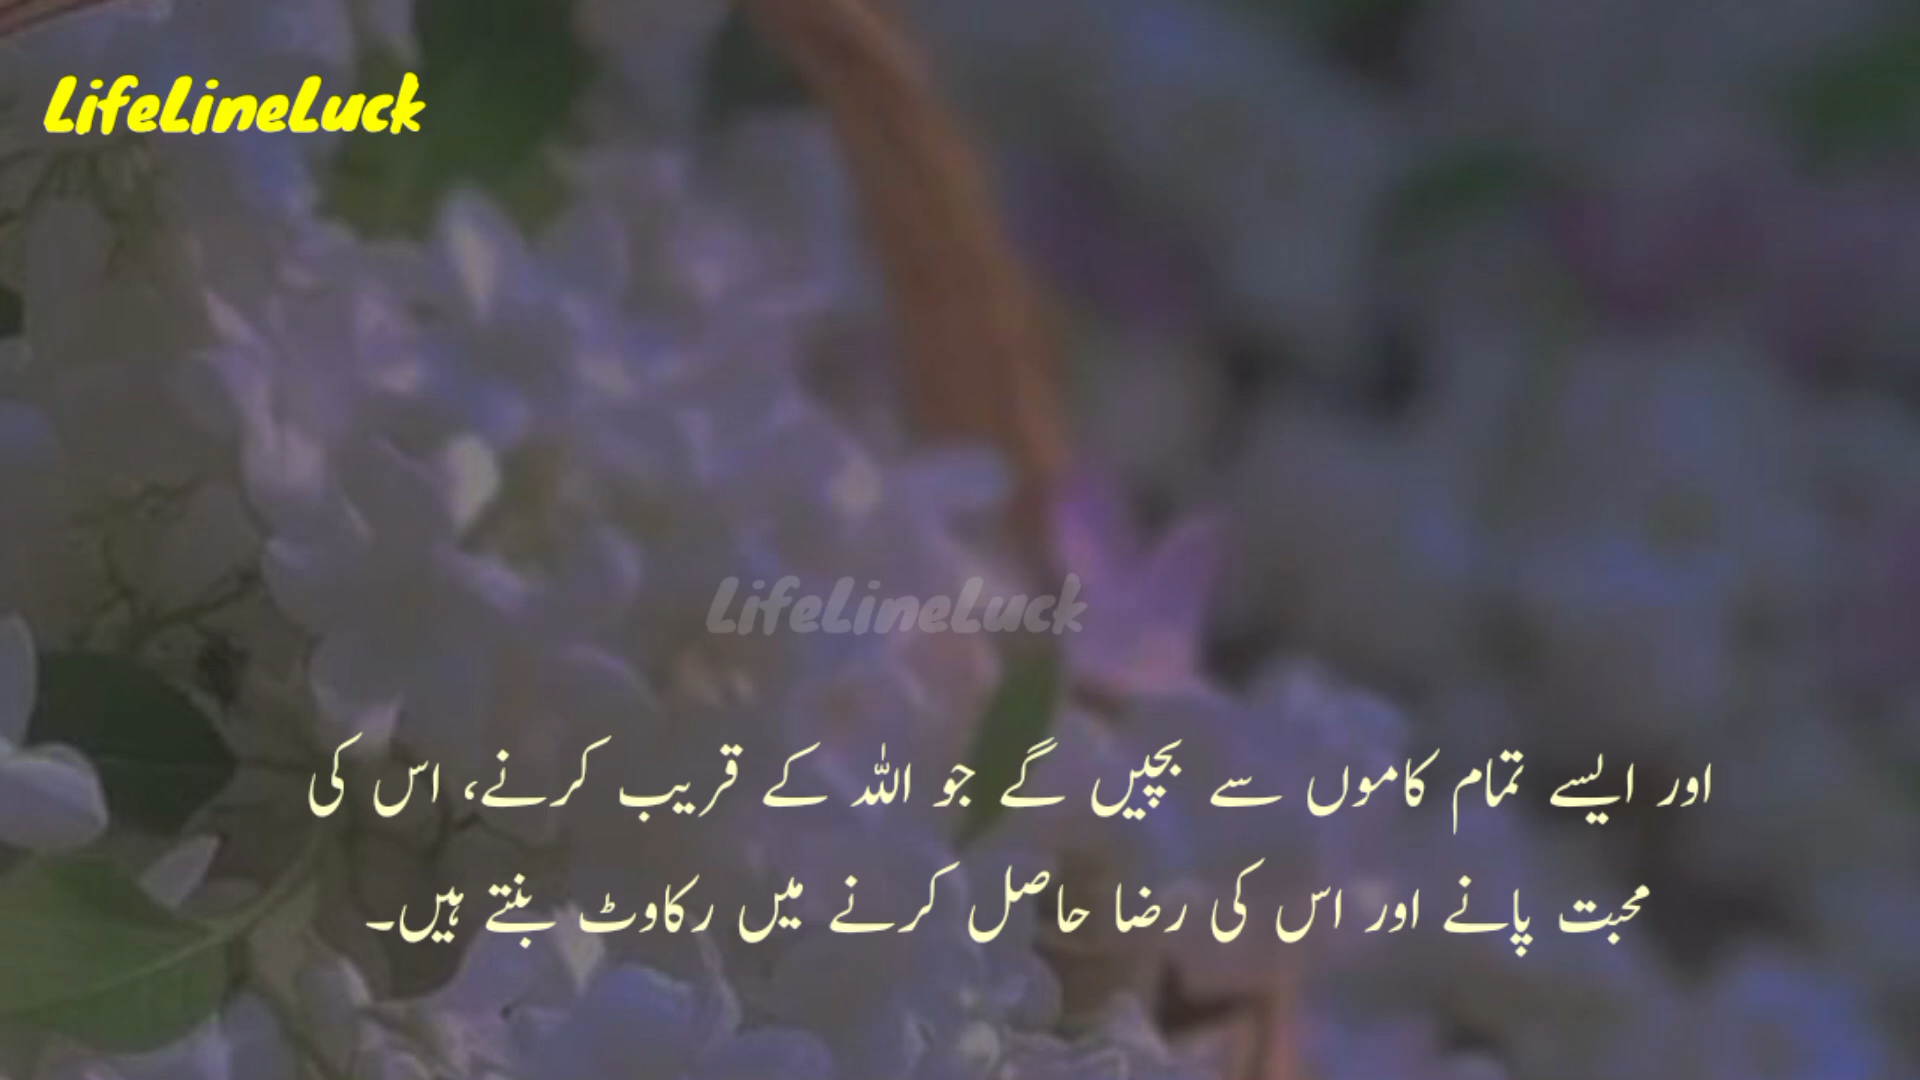 LifeLineLuck
LifeLineLuck
اور ایسے تمام کاموں سے بچیں گے جو اللہ کے قریب کرنے، اس کی
محبت پانے اور اس کی رضا حاصل کرنے میں رکاوٹ بنتے ہیں۔